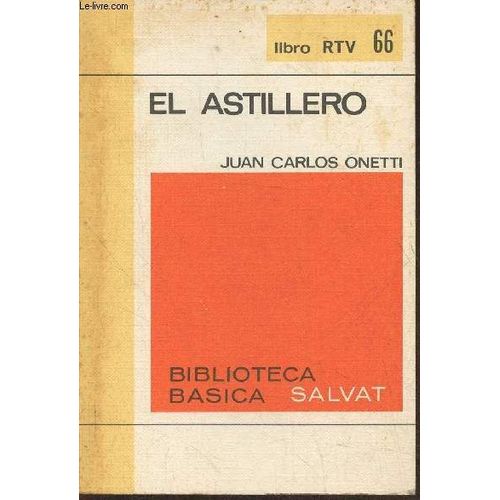 Le-livre.com
libro RTV 66
EL ASTILLERO
JUAN CARLOS ONETTI
BIBLIOTECA
BASICA SALVAT